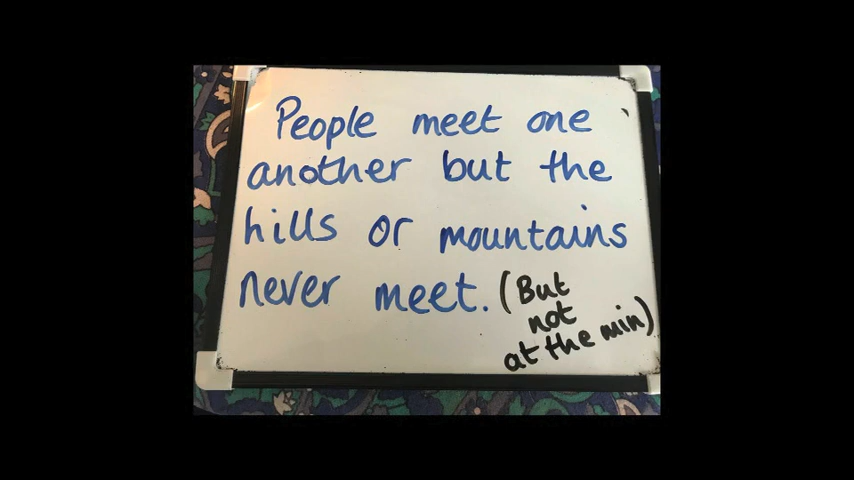 People meet one
another but the
hills or mountains
never meet. (But
not
at the min)